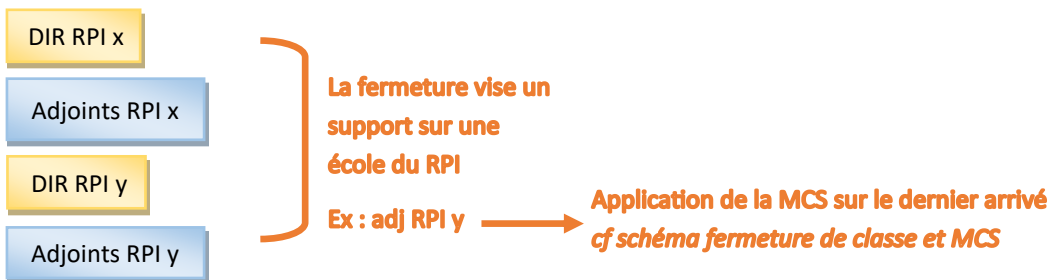 DIR RPI x
Adjoints RPI x
DIR RPI y
Adjoints RPI y
La fermeture vise un
support sur une
école du RPI
Ex : adj RPI y
Application de la MCS sur le dernier arrivé
cf schéma fermeture de classe et MCS